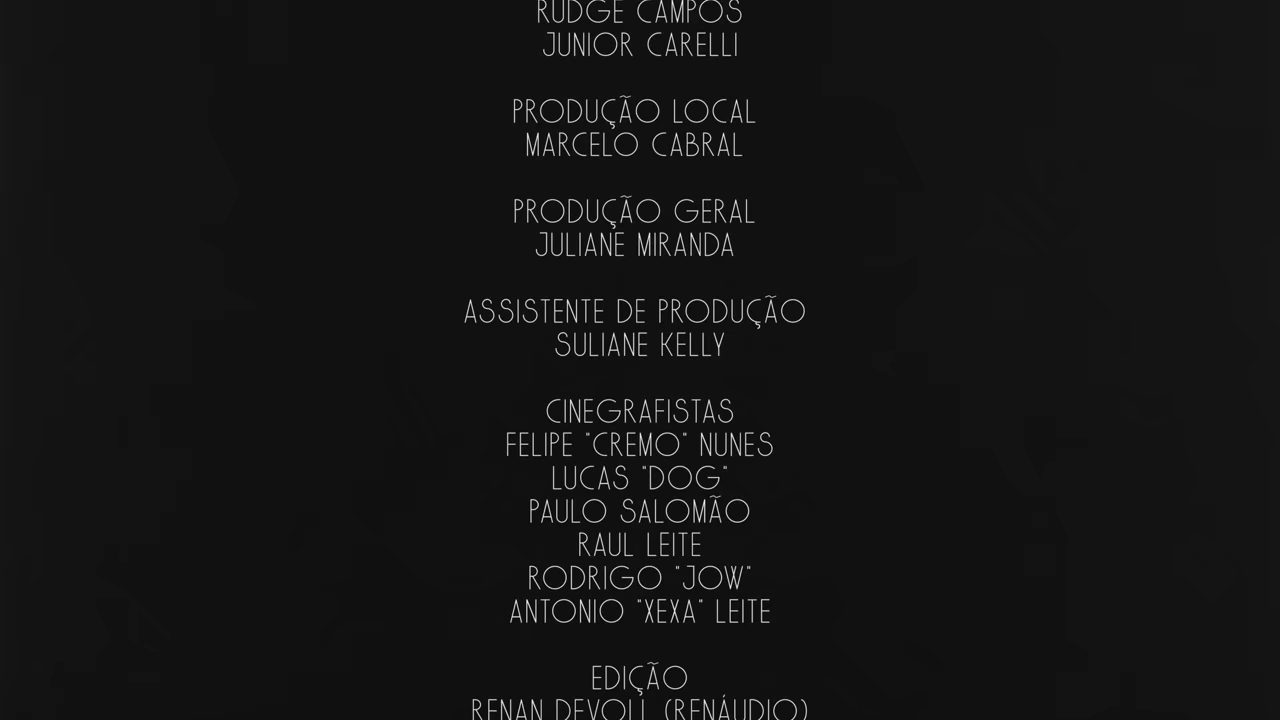 RUDGE CAMPOS
JUNIOR CARELLI
PRODUÇÃO LOCAL
MARCELO CABRAL
PRODUÇÃO GERAL
JULIANE MIRANDA
ASSISTENTE DE PRODUÇÃO
SULIANE KELLY
CINEGRAFISTAS
FELIPE "CREMO" NUNES
LUCAS "DOG"
PAULO SALOMÃO
RAUL LEITE
RODRIGO "JOW"
ANTONIO "XEXA" LEITE
EDIÇÃO
RENAN DEVOLL (RENÁUDIO)